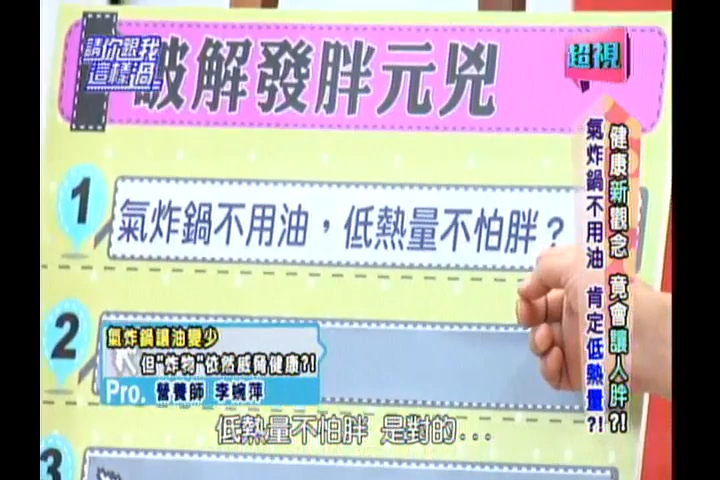 請你跟我
這樣過
破解發胖元兇
超視
健康新觀念 竟會讓人胖?!
氣炸鍋不用油 肯定低熱量?!
1
氣炸鍋不用油，低熱量不怕胖？
2
氣炸鍋讓油變少
但"炸物"依然威脅健康?!
Pro. 營養師 李婉萍
低熱量不怕胖 是對的...
3